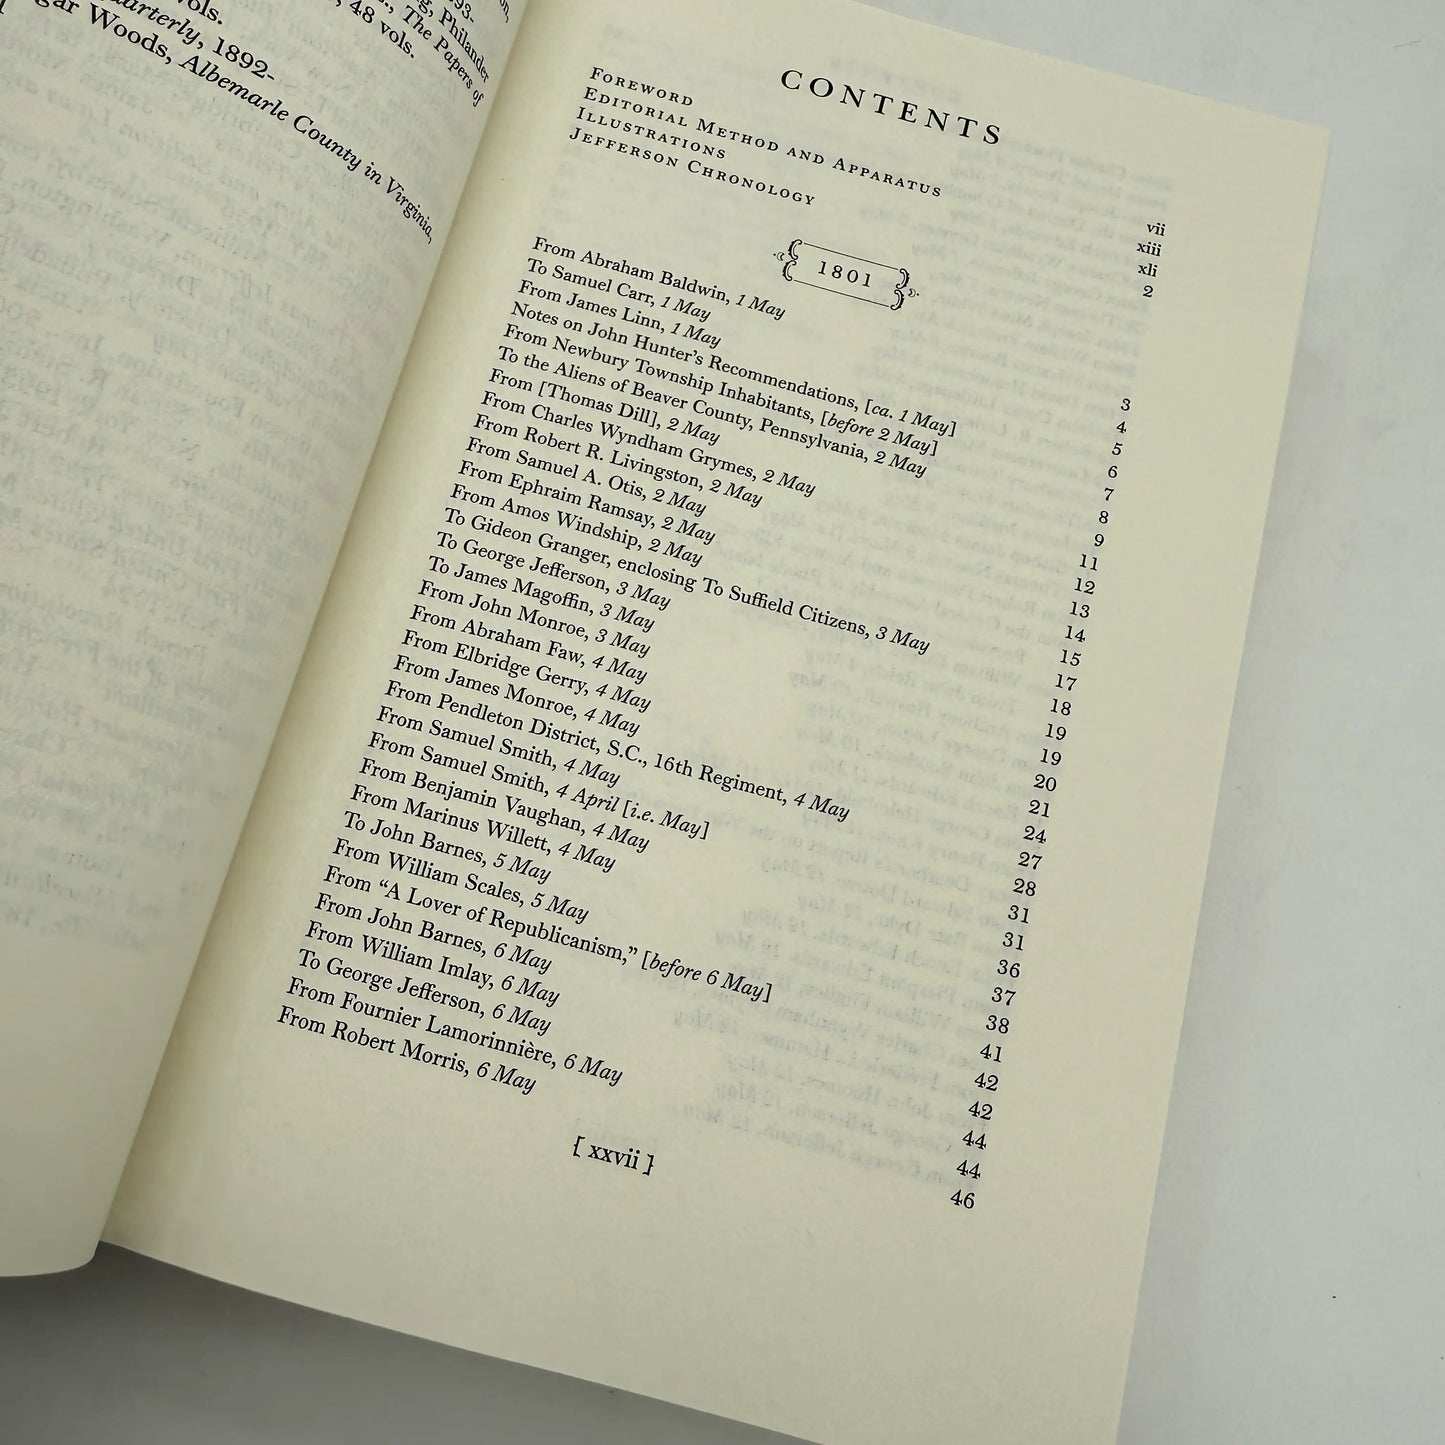 on,
893-
g, Philander
., The Papers of
, 48 vols.
vols.
uarterly, 1892-
gar Woods, Albemarle County in Virginia,
CONTENTS
FOREWORD vii
EDITORIAL METHOD AND APPARATUS xiii
ILLUSTRATIONS xli
JEFFERSON CHRONOLOGY 2
1801
From Abraham Baldwin, 1 May 3
To Samuel Carr, 1 May 4
From James Linn, 1 May 5
Notes on John Hunter's Recommendations, [ca. 1 May] 6
From Newbury Township Inhabitants, [before 2 May] 7
To the Aliens of Beaver County, Pennsylvania, 2 May 8
From [Thomas Dill], 2 May 9
From Charles Wyndham Grymes, 2 May 11
From Robert R. Livingston, 2 May 12
From Samuel A. Otis, 2 May 13
From Ephraim Ramsay, 2 May 14
From Amos Windship, 2 May 15
To Gideon Granger, enclosing To Suffield Citizens, 3 May 17
To George Jefferson, 3 May 18
To James Magoffin, 3 May 19
From John Monroe, 3 May 19
From Abraham Faw, 4 May 20
From Elbridge Gerry, 4 May 21
From James Monroe, 4 May 24
From Pendleton District, S.C., 16th Regiment, 4 May 27
From Samuel Smith, 4 May 28
From Samuel Smith, 4 April [i.e. May] 31
From Benjamin Vaughan, 4 May 31
From Marinus Willett, 4 May 36
To John Barnes, 5 May 37
From William Scales, 5 May 38
From “A Lover of Republicanism,” [before 6 May] 41
From John Barnes, 6 May 42
From William Imlay, 6 May 42
To George Jefferson, 6 May 44
From Fournier Lamorinnière, 6 May 44
From Robert Morris, 6 May 46
{ xxvii }